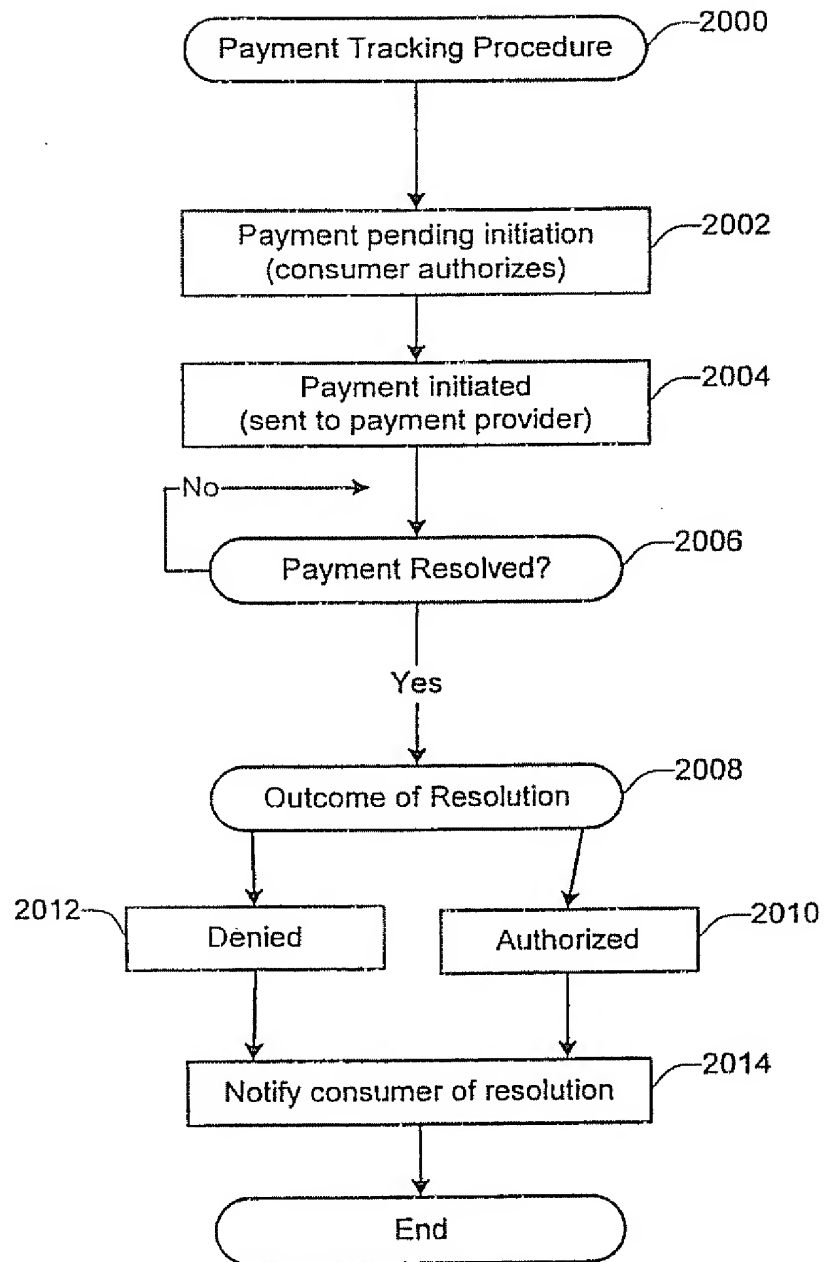 Payment Tracking Procedure
2000
Payment pending initiation
(consumer authorizes)
2002
Payment initiated
(sent to payment provider)
2004
No
Payment Resolved?
2006
Yes
Outcome of Resolution
2008
2012
Denied
Authorized
2010
Notify consumer of resolution
2014
End